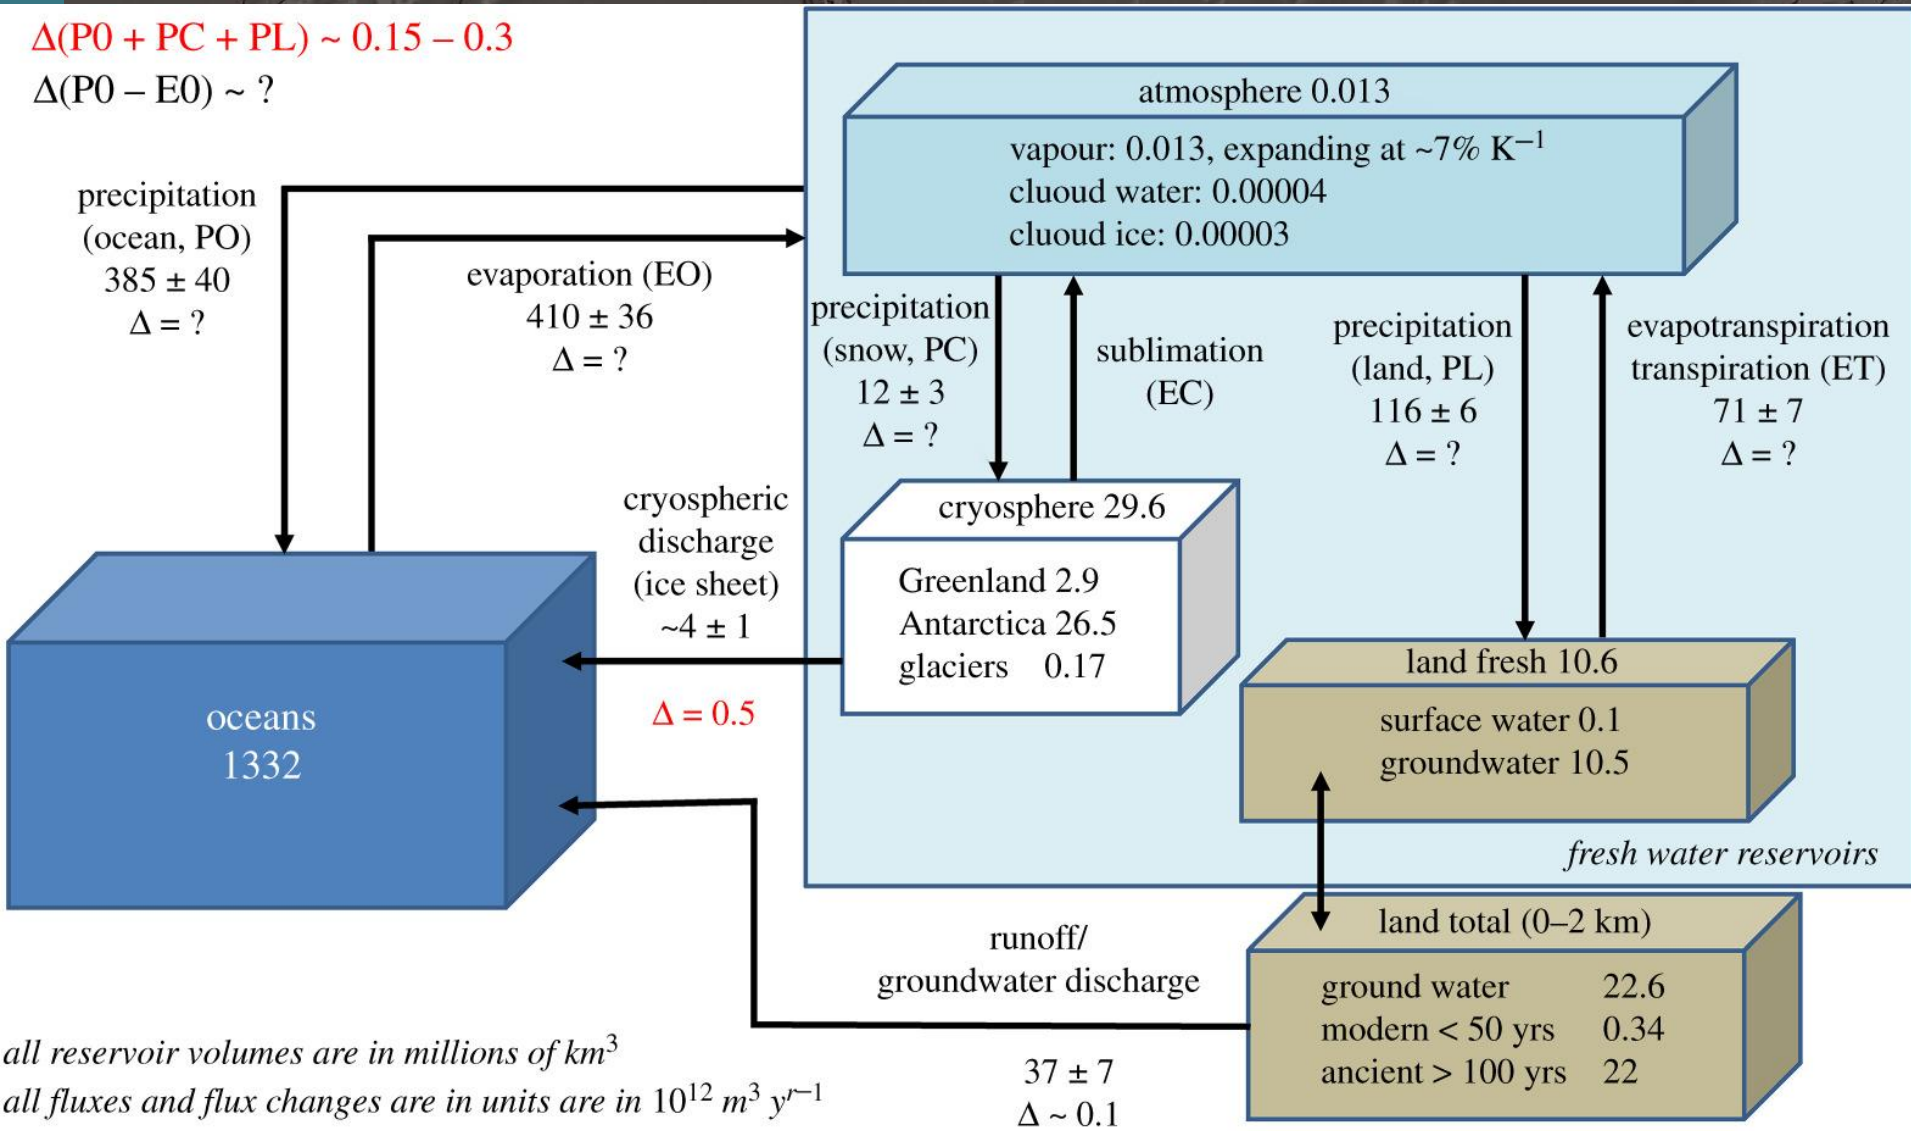 Δ(P0 + PC + PL) ~ 0.15 – 0.3
Δ(P0 – E0) ~ ?
atmosphere 0.013
vapour: 0.013, expanding at ~7% K⁻¹
cluoud water: 0.00004
cluoud ice: 0.00003
precipitation
(ocean, PO)
385 ± 40
Δ = ?
evaporation (EO)
410 ± 36
Δ = ?
precipitation
(snow, PC)
12 ± 3
Δ = ?
sublimation
(EC)
precipitation
(land, PL)
116 ± 6
Δ = ?
evapotranspiration
transpiration (ET)
71 ± 7
Δ = ?
cryospheric
discharge
(ice sheet)
~4 ± 1
Δ = 0.5
cryosphere 29.6
Greenland 2.9
Antarctica 26.5
glaciers 0.17
oceans
1332
land fresh 10.6
surface water 0.1
groundwater 10.5
fresh water reservoirs
land total (0–2 km)
ground water 22.6
modern < 50 yrs 0.34
ancient > 100 yrs 22
runoff/
groundwater discharge
37 ± 7
Δ ~ 0.1
all reservoir volumes are in millions of km³
all fluxes and flux changes are in units are in 10¹² m³ yʳ⁻¹